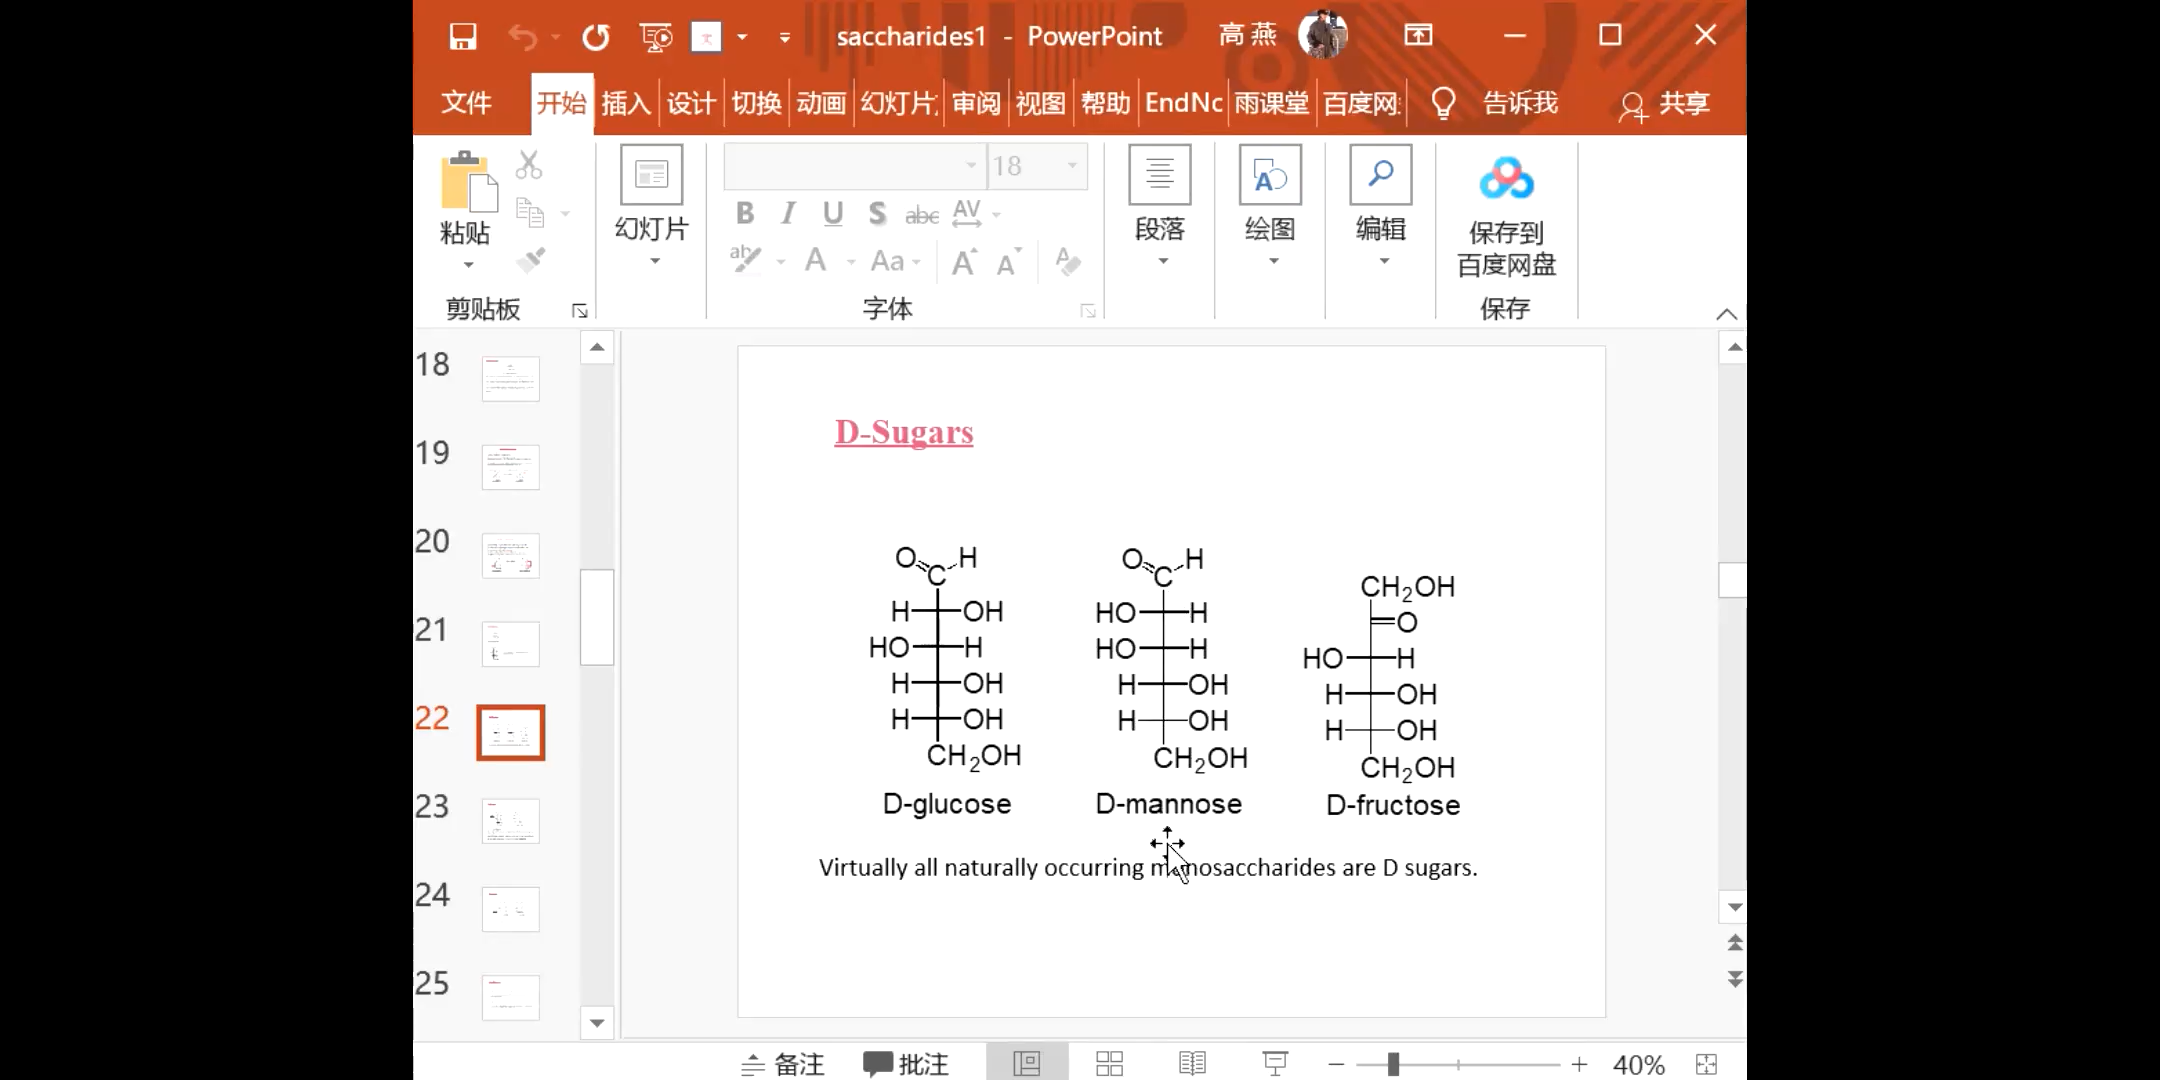 saccharides1 - PowerPoint 高 燕
文件 开始 插入 设计 切换 动画 幻灯片 审阅 视图 帮助 EndNc 雨课堂 百度网 告诉我 共享
18
B I U S abc AV
粘贴 幻灯片 段落 绘图 编辑 保存到
百度网盘
ab A Aa A A A
剪贴板 字体 保存
18
19
20
21
22
23
24
25
D-Sugars
O H
C
H OH
HO H
H OH
H OH
CH2OH
D-glucose
O H
C
HO H
HO H
H OH
H OH
CH2OH
D-mannose
CH2OH
O
HO H
H OH
H OH
CH2OH
D-fructose
Virtually all naturally occurring monosaccharides are D sugars.
备注 批注 40%